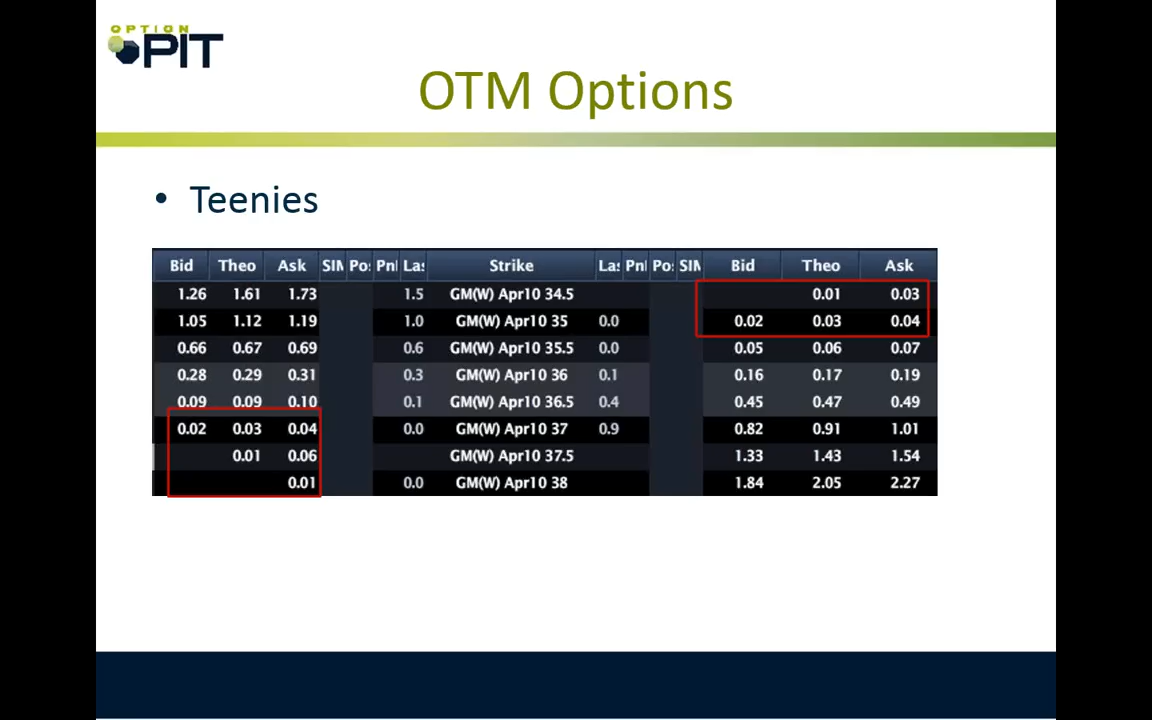 OPTION
PIT
OTM Options
• Teenies
Bid Theo Ask SIM Po: Pnl Las Strike Las Pnl Po: SIM Bid Theo Ask
1.26 1.61 1.73 1.5 GM(W) Apr10 34.5 0.01 0.03
1.05 1.12 1.19 1.0 GM(W) Apr10 35 0.0 0.02 0.03 0.04
0.66 0.67 0.69 0.6 GM(W) Apr10 35.5 0.0 0.05 0.06 0.07
0.28 0.29 0.31 0.3 GM(W) Apr10 36 0.1 0.16 0.17 0.19
0.09 0.09 0.10 0.1 GM(W) Apr10 36.5 0.4 0.45 0.47 0.49
0.02 0.03 0.04 0.0 GM(W) Apr10 37 0.9 0.82 0.91 1.01
0.01 0.06 GM(W) Apr10 37.5 1.33 1.43 1.54
0.01 0.0 GM(W) Apr10 38 1.84 2.05 2.27